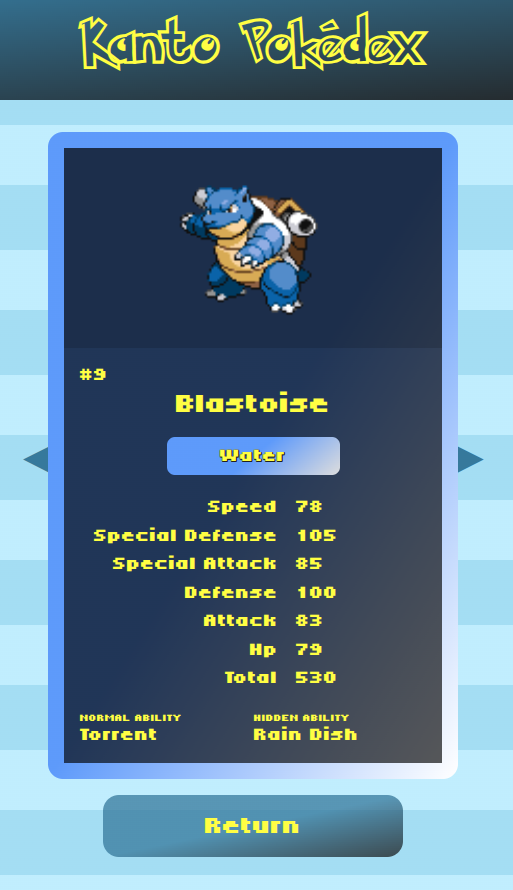 Kanto Pokédex
#9
Blastoise
Water
Speed 78
Special Defense 105
Special Attack 85
Defense 100
Attack 83
Hp 79
Total 530
NORMAL ABILITY HIDDEN ABILITY
Torrent Rain Dish
Return